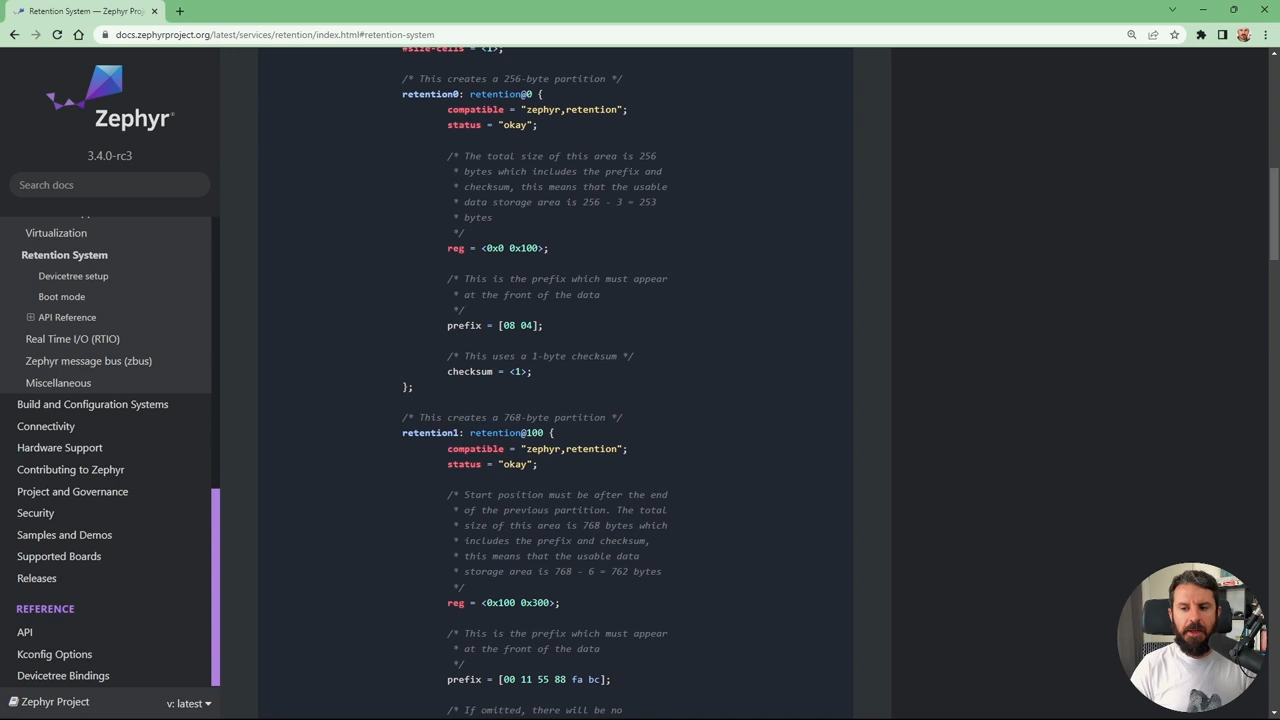 Retention System — Zephyr Proj
docs.zephyrproject.org/latest/services/retention/index.html#retention-system
Zephyr
3.4.0-rc3
Search docs
Virtualization
Retention System
Devicetree setup
Boot mode
API Reference
Real Time I/O (RTIO)
Zephyr message bus (zbus)
Miscellaneous
Build and Configuration Systems
Connectivity
Hardware Support
Contributing to Zephyr
Project and Governance
Security
Samples and Demos
Supported Boards
Releases
REFERENCE
API
Kconfig Options
Devicetree Bindings
Zephyr Project
v: latest
#size-cells = <1>;
/* This creates a 256-byte partition */
retention0: retention@0 {
compatible = "zephyr,retention";
status = "okay";
/* The total size of this area is 256
* bytes which includes the prefix and
* checksum, this means that the usable
* data storage area is 256 - 3 = 253
* bytes
*/
reg = <0x0 0x100>;
/* This is the prefix which must appear
* at the front of the data
*/
prefix = [08 04];
/* This uses a 1-byte checksum */
checksum = <1>;
};
/* This creates a 768-byte partition */
retention1: retention@100 {
compatible = "zephyr,retention";
status = "okay";
/* Start position must be after the end
* of the previous partition. The total
* size of this area is 768 bytes which
* includes the prefix and checksum,
* this means that the usable data
* storage area is 768 - 6 = 762 bytes
*/
reg = <0x100 0x300>;
/* This is the prefix which must appear
* at the front of the data
*/
prefix = [00 11 55 88 fa bc];
/* If omitted, there will be no